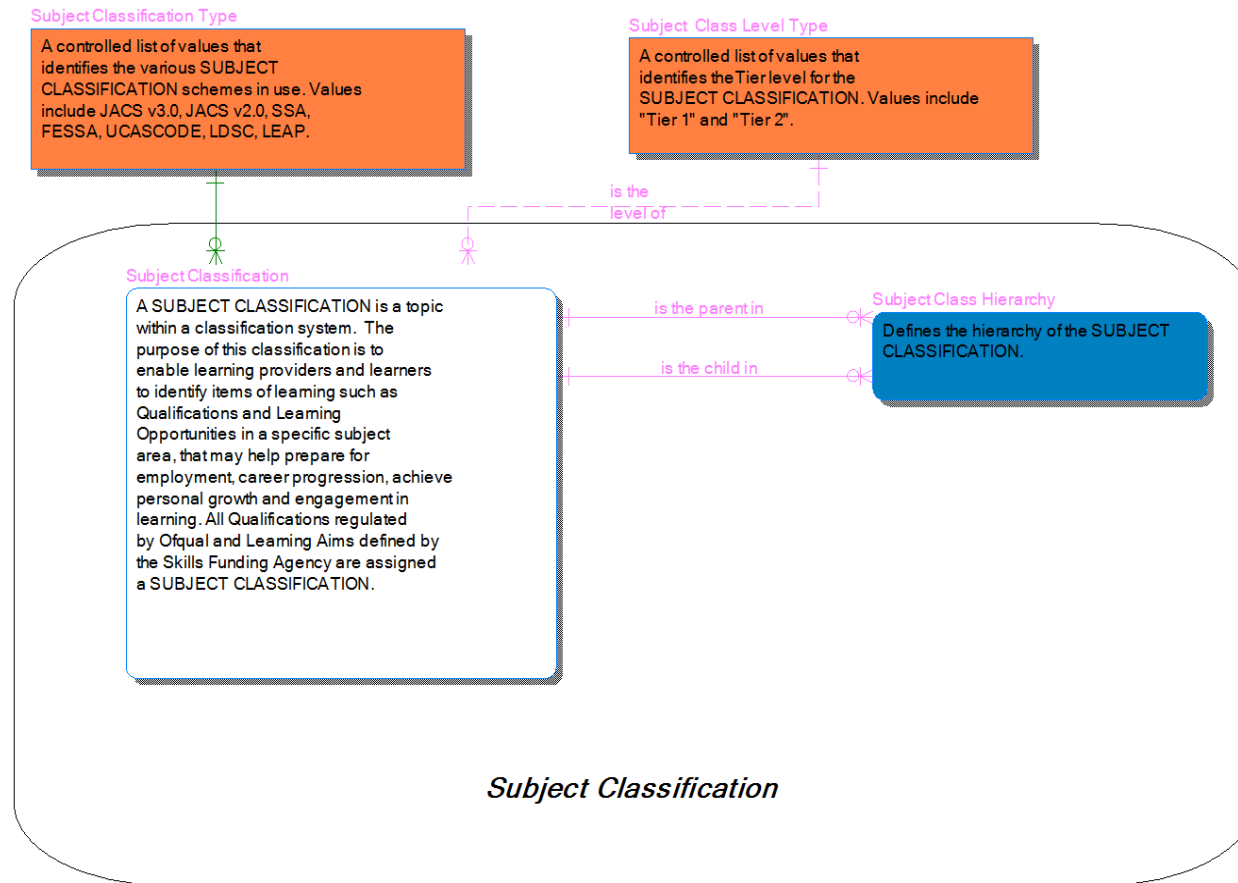 Subject Classification Type
A controlled list of values that
identifies the various SUBJECT
CLASSIFICATION schemes in use. Values
include JACS v3.0, JACS v2.0, SSA,
FESSA, UCASCODE, LDSC, LEAP.
Subject Class Level Type
A controlled list of values that
identifies the Tier level for the
SUBJECT CLASSIFICATION. Values include
"Tier 1" and "Tier 2".
is the
level of
Subject Classification
A SUBJECT CLASSIFICATION is a topic
within a classification system. The
purpose of this classification is to
enable learning providers and learners
to identify items of learning such as
Qualifications and Learning
Opportunities in a specific subject
area, that may help prepare for
employment, career progression, achieve
personal growth and engagement in
learning. All Qualifications regulated
by Ofqual and Learning Aims defined by
the Skills Funding Agency are assigned
a SUBJECT CLASSIFICATION.
is the parent in
is the child in
Subject Class Hierarchy
Defines the hierarchy of the SUBJECT
CLASSIFICATION.
Subject Classification